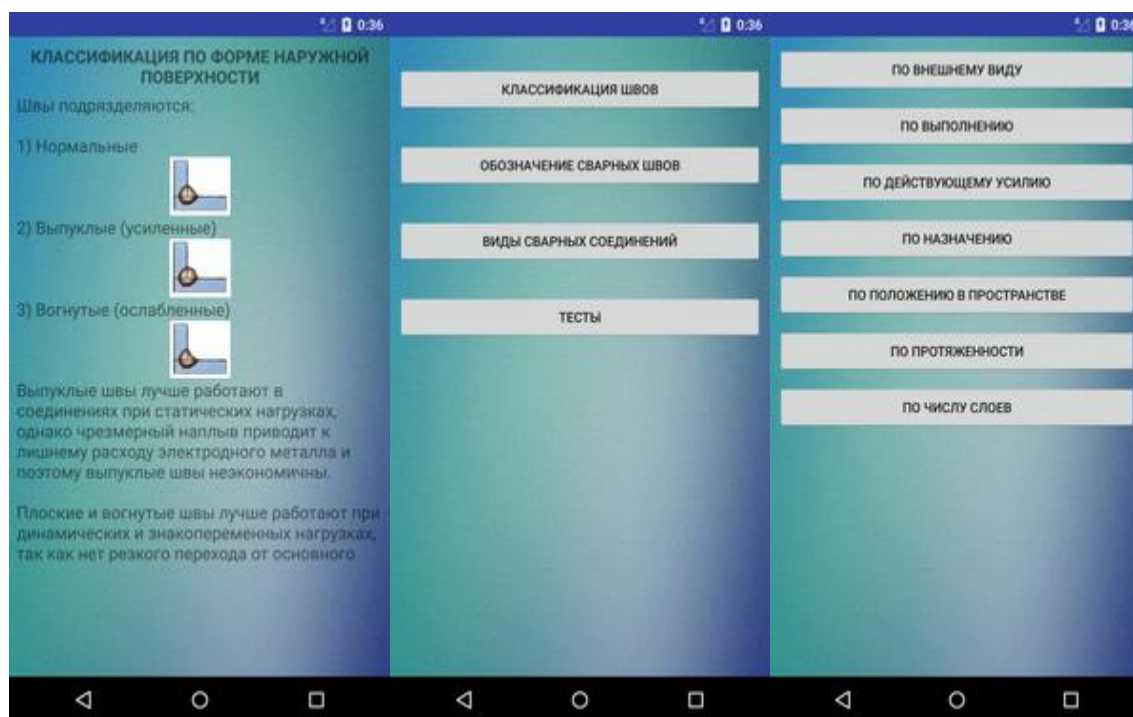 0:36
КЛАССИФИКАЦИЯ ПО ФОРМЕ НАРУЖНОЙ
ПОВЕРХНОСТИ
Швы подразделяются:
1) Нормальные
2) Выпуклые (усиленные)
3) Вогнутые (ослабленные)
Выпуклые швы лучше работают в
соединениях при статических нагрузках,
однако чрезмерный наплыв приводит к
лишнему расходу электродного металла и
поэтому выпуклые швы неэкономичны.
Плоские и вогнутые швы лучше работают при
динамических и знакопеременных нагрузках,
так как нет резкого перехода от основного
0:36
КЛАССИФИКАЦИЯ ШВОВ
ОБОЗНАЧЕНИЕ СВАРНЫХ ШВОВ
ВИДЫ СВАРНЫХ СОЕДИНЕНИЙ
ТЕСТЫ
0:36
ПО ВНЕШНЕМУ ВИДУ
ПО ВЫПОЛНЕНИЮ
ПО ДЕЙСТВУЮЩЕМУ УСИЛИЮ
ПО НАЗНАЧЕНИЮ
ПО ПОЛОЖЕНИЮ В ПРОСТРАНСТВЕ
ПО ПРОТЯЖЕННОСТИ
ПО ЧИСЛУ СЛОЕВ